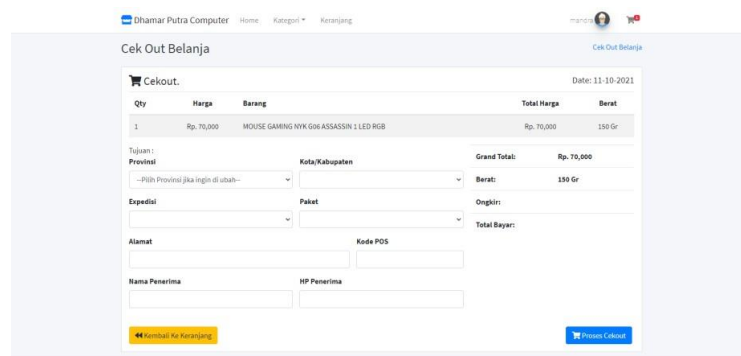 Dhamar Putra Computer Home Kategori Keranjang mandra
Cek Out Belanja Cek Out Belanja
Cekout. Date: 11-10-2021
Qty Harga Barang Total Harga Berat
1 Rp. 70,000 MOUSE GAMING NYK G06 ASSASSIN 1 LED RGB Rp. 70,000 150 Gr
Tujuan :
Provinsi Kota/Kabupaten
--Pilih Provinsi jika ingin di ubah--
Expedisi Paket
Alamat Kode POS
Nama Penerima HP Penerima
Grand Total: Rp. 70,000
Berat: 150 Gr
Ongkir:
Total Bayar:
Kembali Ke Keranjang Proses Cekout